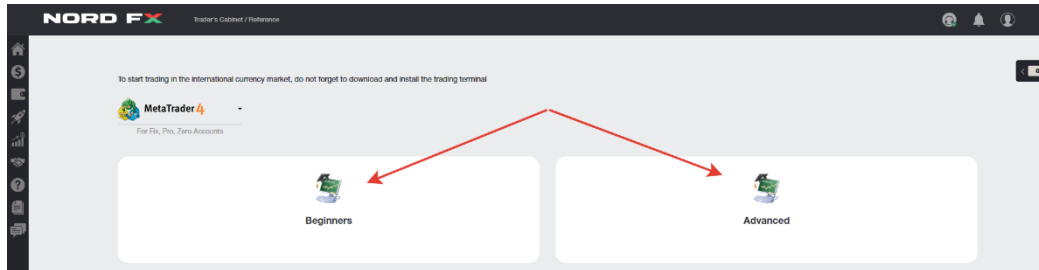 NORD FX
Trader's Cabinet / Reference
To start trading in the international currency market, do not forget to download and install the trading terminal
MetaTrader 4
For Fix, Pro, Zero Accounts
Beginners
Advanced